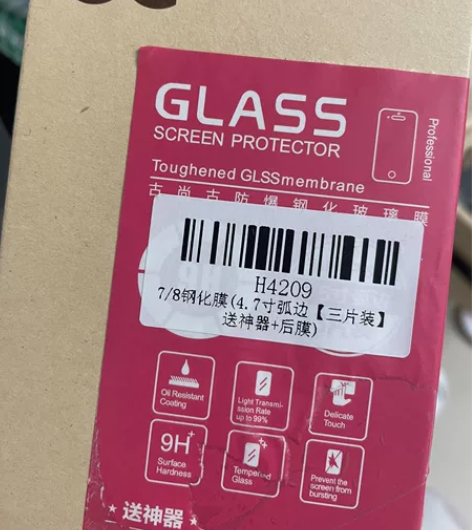 GLASS
SCREEN PROTECTOR
Professional
Toughened GLSSmembrane
古尚古防爆钢化玻璃膜
H4209
7/8钢化膜(4.7寸弧边【三片装】
送神器+后膜)
Oil Resistant
Coating
Light Transmi-
ssion Rate
up to 99%
Delicate
Touch
9H
Surface
Hardness
Tempered
Glass
Prevent the
screen from
bursting
★送神器★